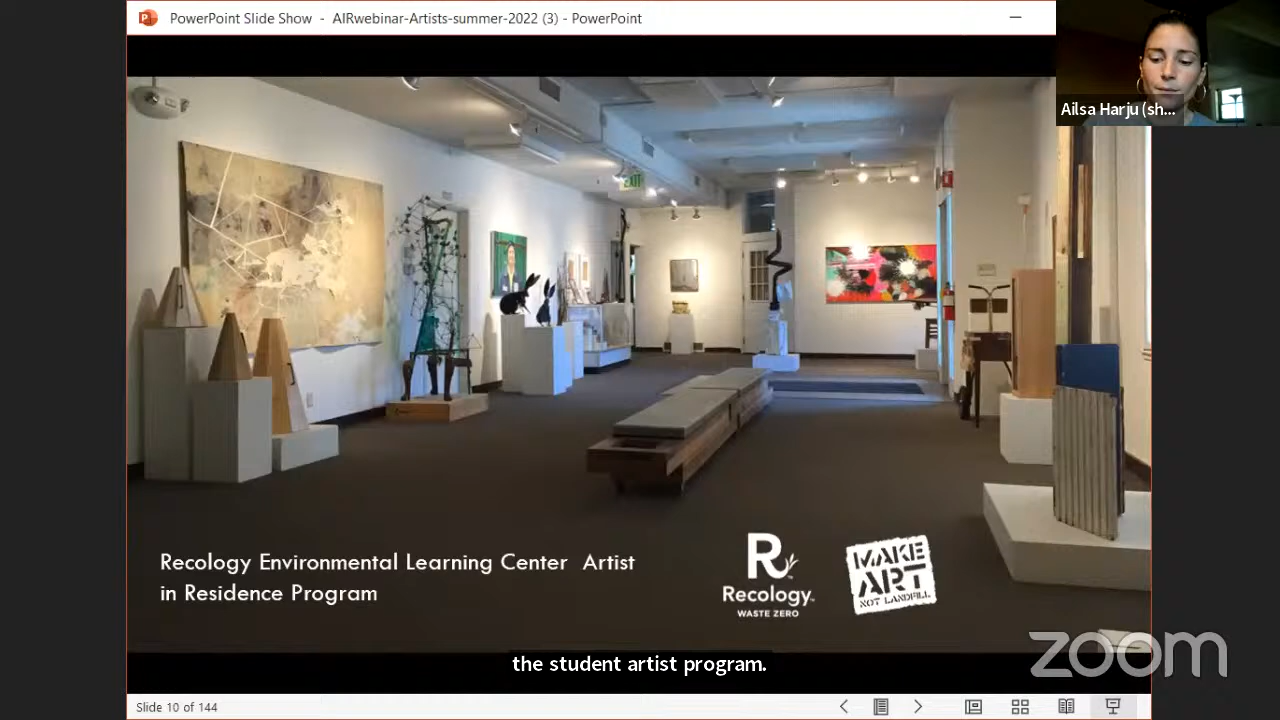 PowerPoint Slide Show - AIRwebinar-Artists-summer-2022 (3) - PowerPoint
Ailsa Harju (sh...
EXIT
Recology Environmental Learning Center Artist
in Residence Program
R
Recology
WASTE ZERO
MAKE
ART
NOT LANDFILL
the student artist program.
zoom
Slide 10 of 144